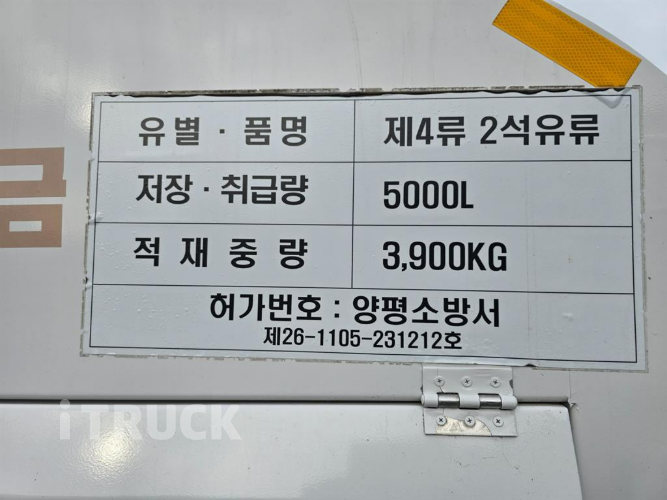 유별 · 품명 제4류 2석유류
저장 · 취급량 5000L
적재중량 3,900KG
허가번호 : 양평소방서
제26-1105-231212호
금
iTRUCK